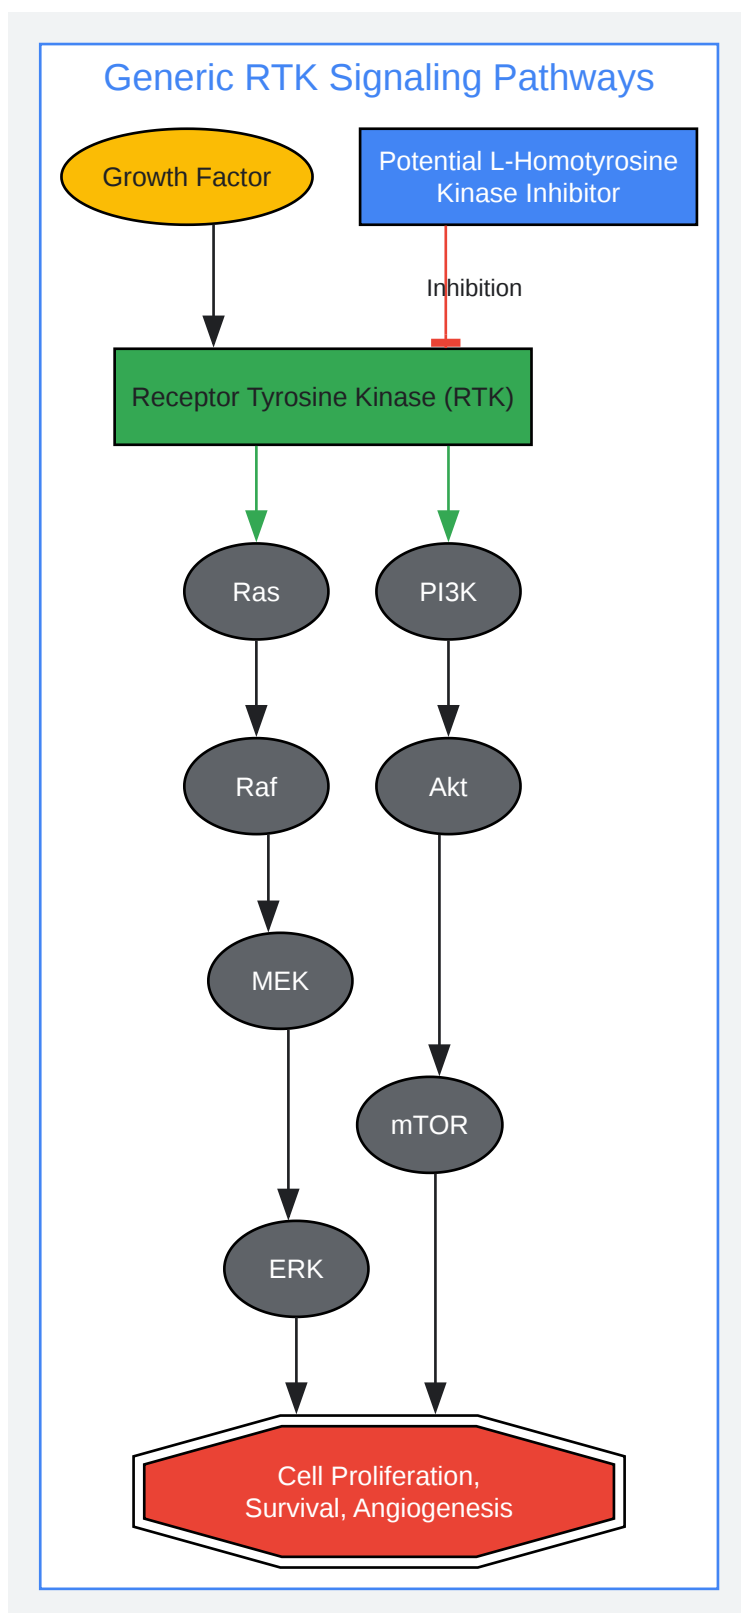 Generic RTK Signaling Pathways
Growth Factor
Potential L-Homotyrosine
Kinase Inhibitor
Inhibition
Receptor Tyrosine Kinase (RTK)
Ras
PI3K
Raf
Akt
MEK
mTOR
ERK
Cell Proliferation,
Survival, Angiogenesis